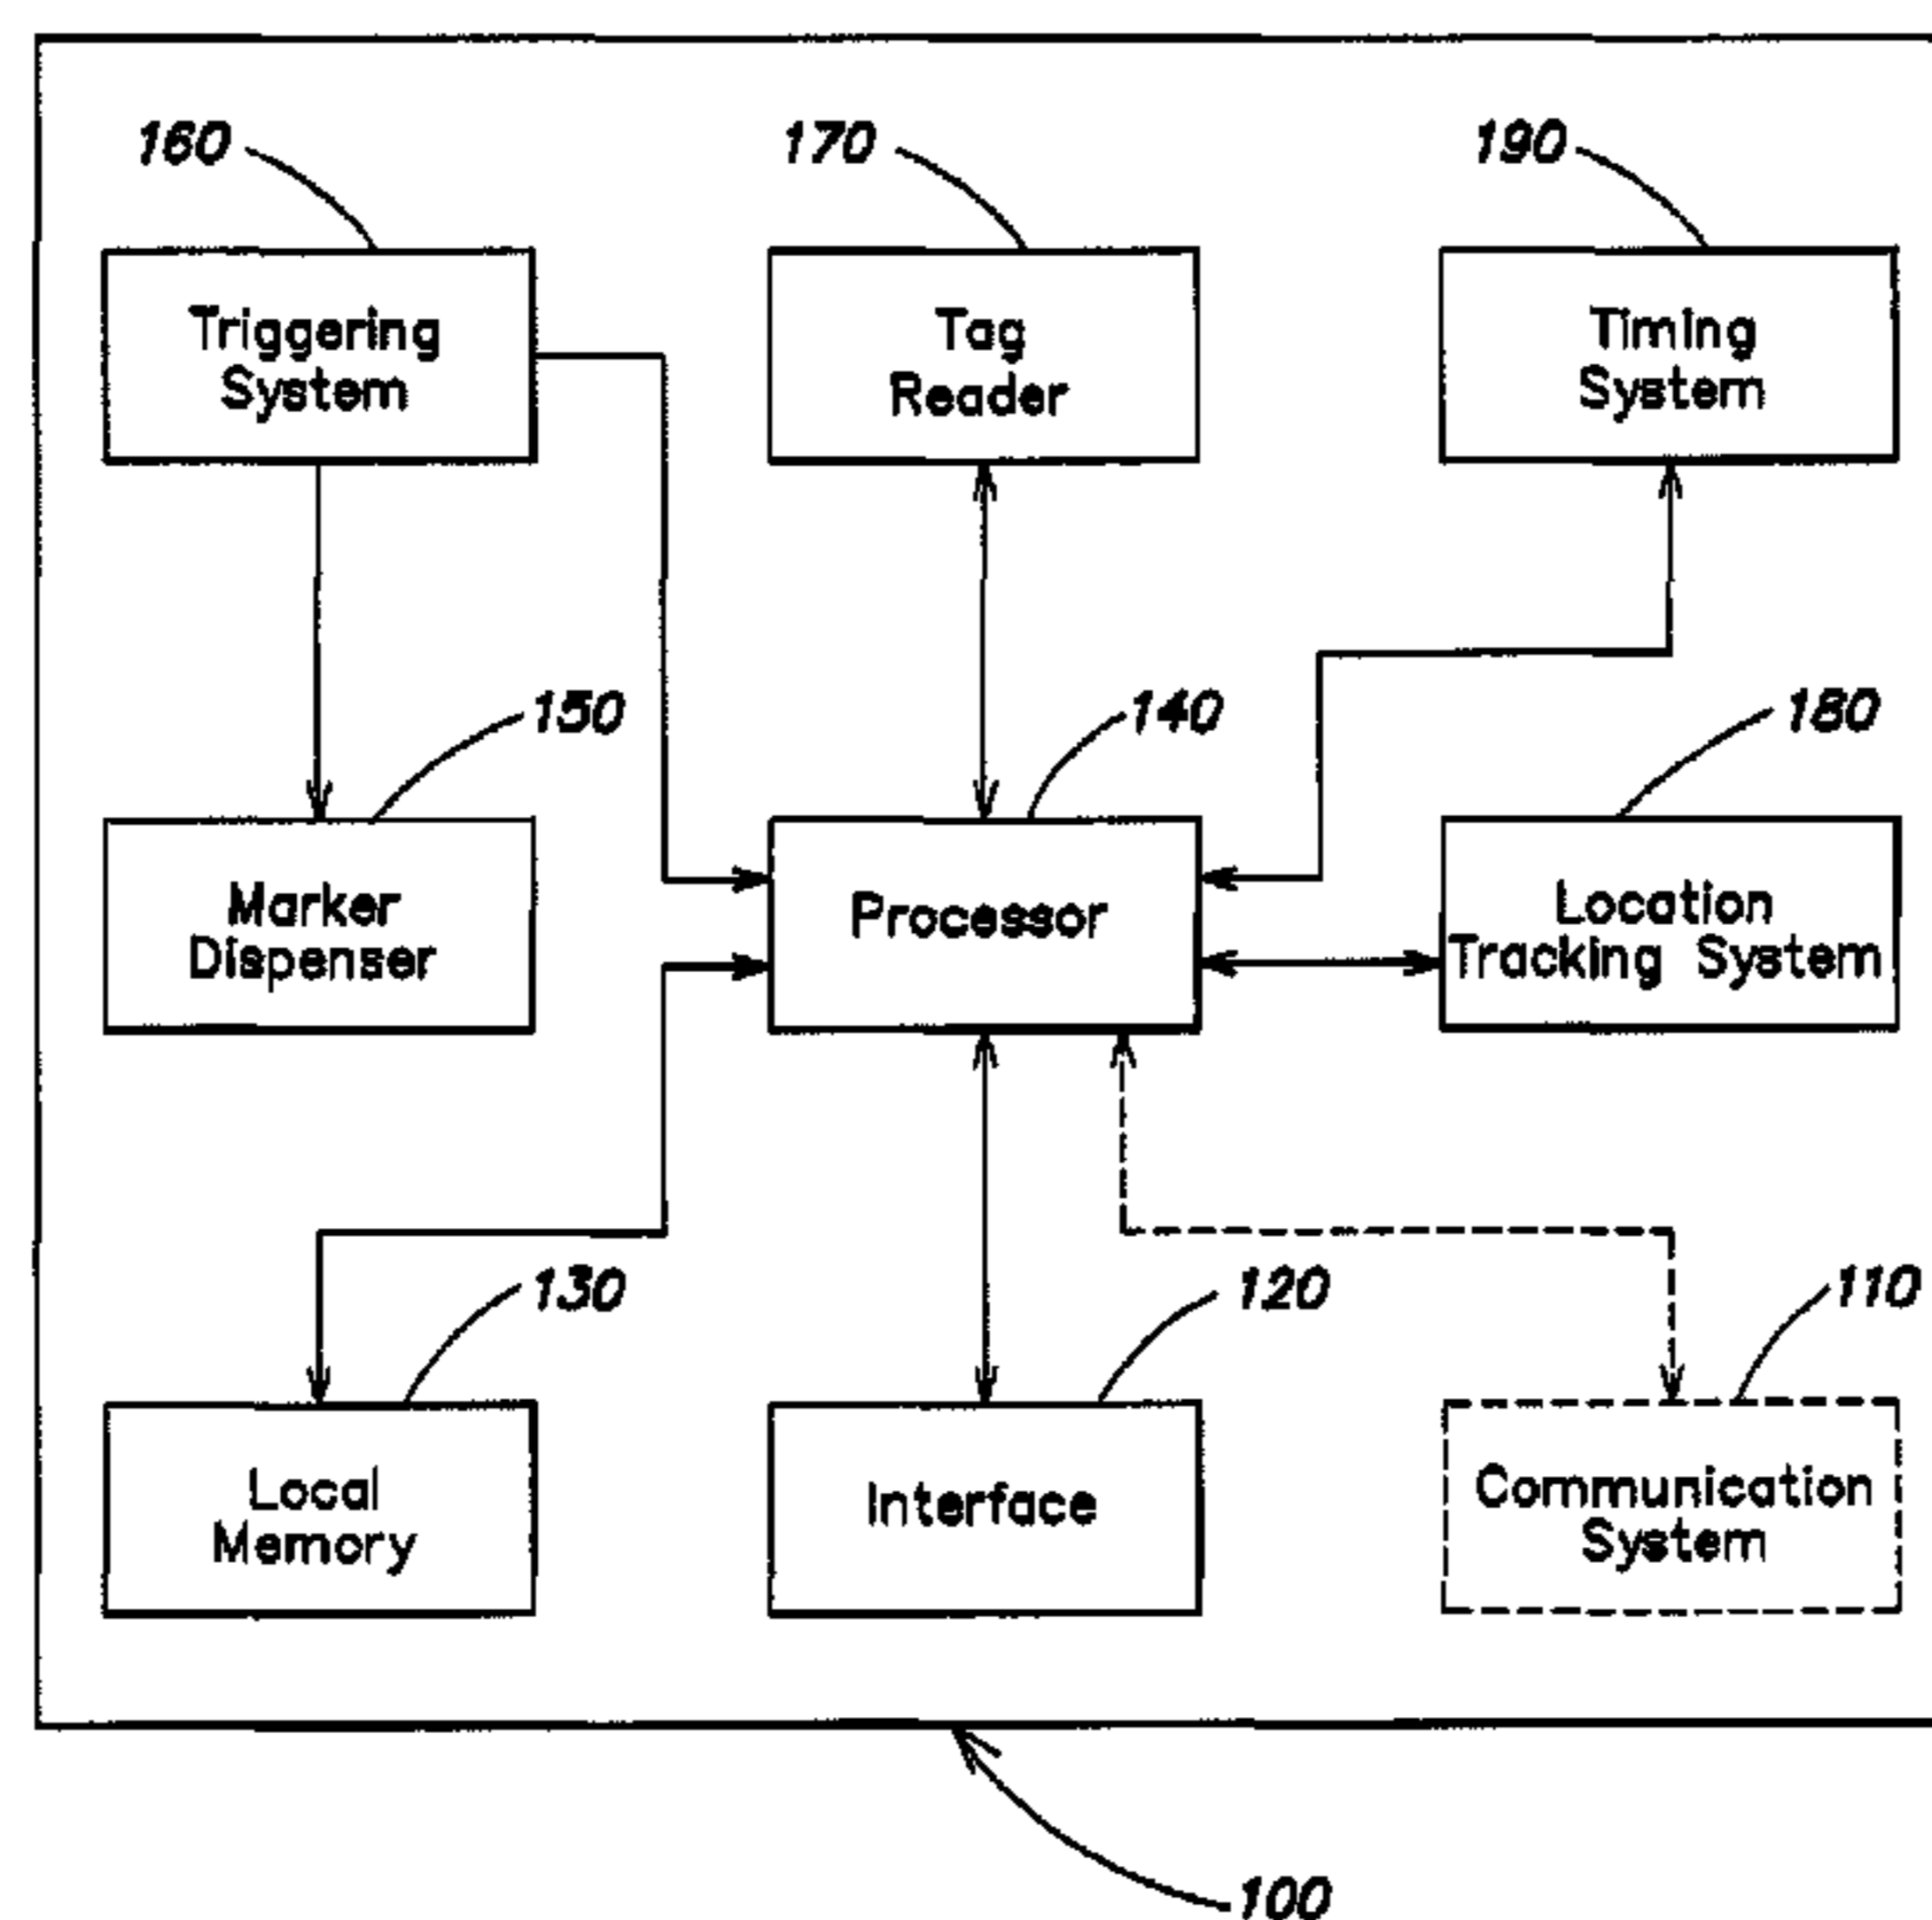 160
170
190
Triggering
System
Tag
Reader
Timing
System
150
140
180
Marker
Dispenser
Processor
Location
Tracking System
130
120
110
Local
Memory
Interface
Communication
System
100